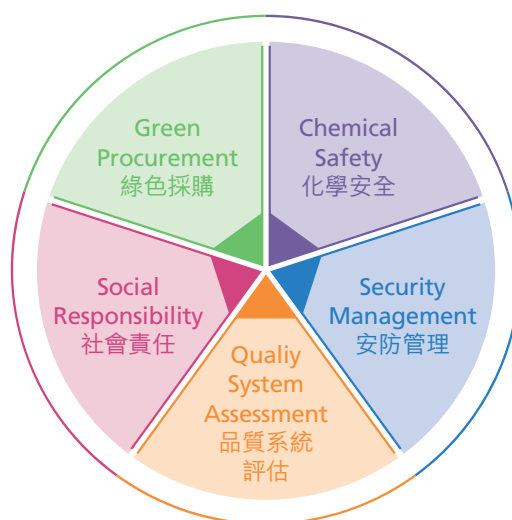 Green
Procurement
綠色採購
Chemical
Safety
化學安全
Social
Responsibility
社會責任
Security
Management
安防管理
Qualiy
System
Assessment
品質系統
評估